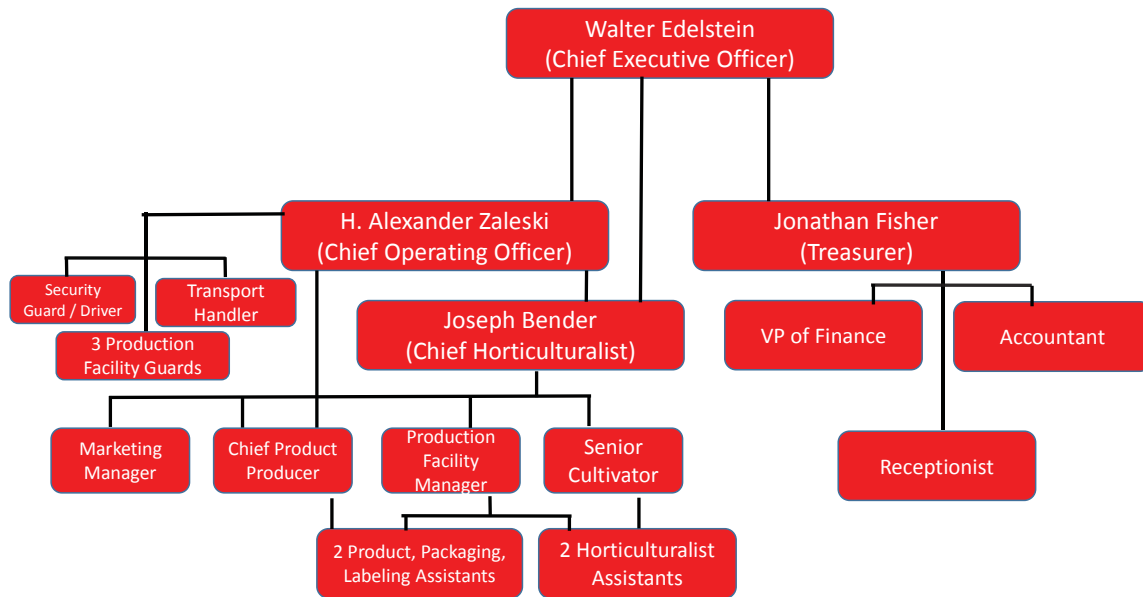 Walter Edelstein
(Chief Executive Officer)
H. Alexander Zaleski
(Chief Operating Officer)
Jonathan Fisher
(Treasurer)
Security
Guard / Driver
Transport
Handler
3 Production
Facility Guards
Joseph Bender
(Chief Horticulturalist)
VP of Finance
Accountant
Marketing
Manager
Chief Product
Producer
Production
Facility
Manager
Senior
Cultivator
Receptionist
2 Product, Packaging,
Labeling Assistants
2 Horticulturalist
Assistants